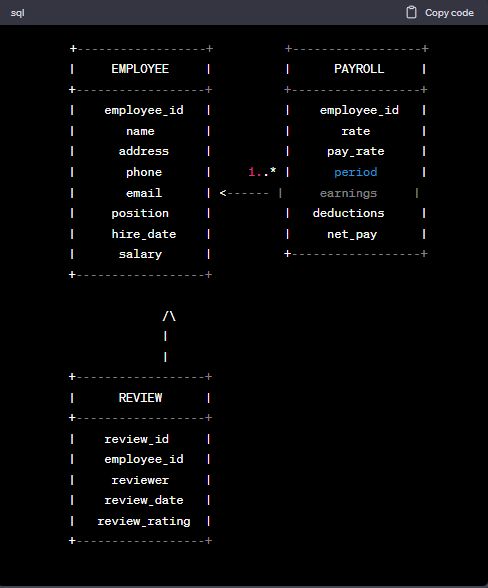 sql Copy code
+-----------------+ +------------------+
| EMPLOYEE | | PAYROLL |
+-----------------+ +------------------+
| employee_id | | employee_id |
| name | | rate |
| address | | pay_rate |
| phone | 1..* | period |
| email | <------ | earnings |
| position | | deductions |
| hire_date | | net_pay |
| salary | +------------------+
+-----------------+
/\
|
|
+-----------------+
| REVIEW |
+-----------------+
| review_id |
| employee_id |
| reviewer |
| review_date |
| review_rating |
+-----------------+